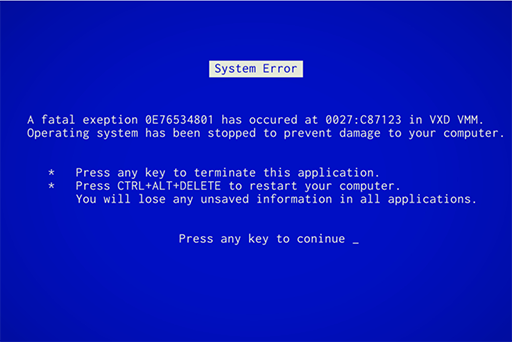 System Error
A fatal exeption 0E76534801 has occured at 0027:C87123 in VXD VMM.
Operating system has been stopped to prevent damage to your computer.
* Press any key to terminate this application.
* Press CTRL+ALT+DELETE to restart your computer.
You will lose any unsaved information in all applications.
Press any key to coninue _